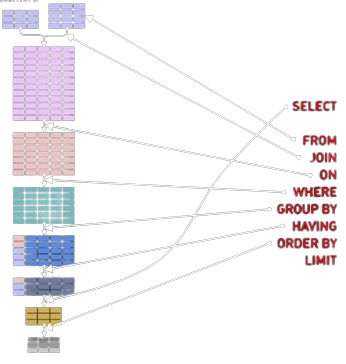 SELECT
FROM
JOIN
ON
WHERE
GROUP BY
HAVING
ORDER BY
LIMIT